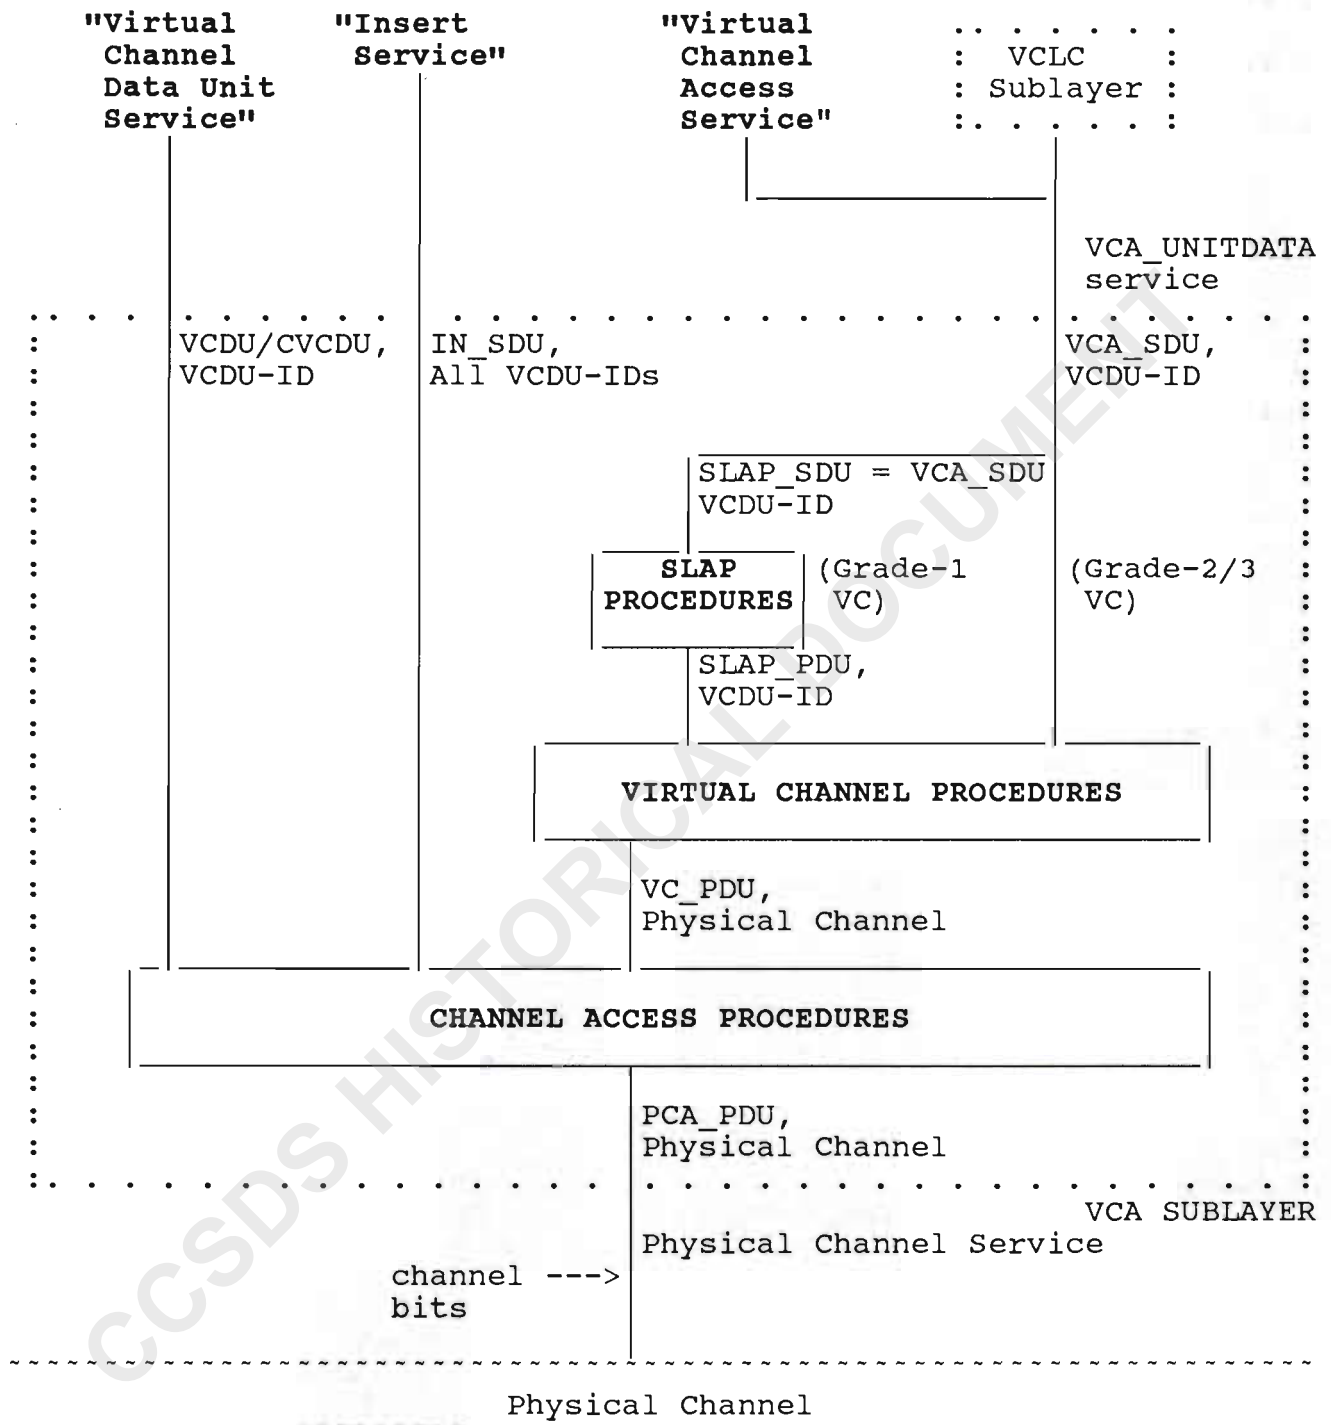 "Virtual Channel Data Unit Service"
"Insert Service"
"Virtual Channel Access Service"
VCLC Sublayer
VCA_UNITDATA
service
VCDU/CVCDU,
VCDU-ID
IN_SDU,
All VCDU-IDs
VCA_SDU,
VCDU-ID
SLAP_SDU = VCA_SDU
VCDU-ID
SLAP
PROCEDURES
(Grade-1
VC)
(Grade-2/3
VC)
SLAP_PDU,
VCDU-ID
VIRTUAL CHANNEL PROCEDURES
VC_PDU,
Physical Channel
CHANNEL ACCESS PROCEDURES
PCA_PDU,
Physical Channel
VCA SUBLAYER
Physical Channel Service
channel --->
bits
Physical Channel
CCSDS HISTORICAL DOCUMENT